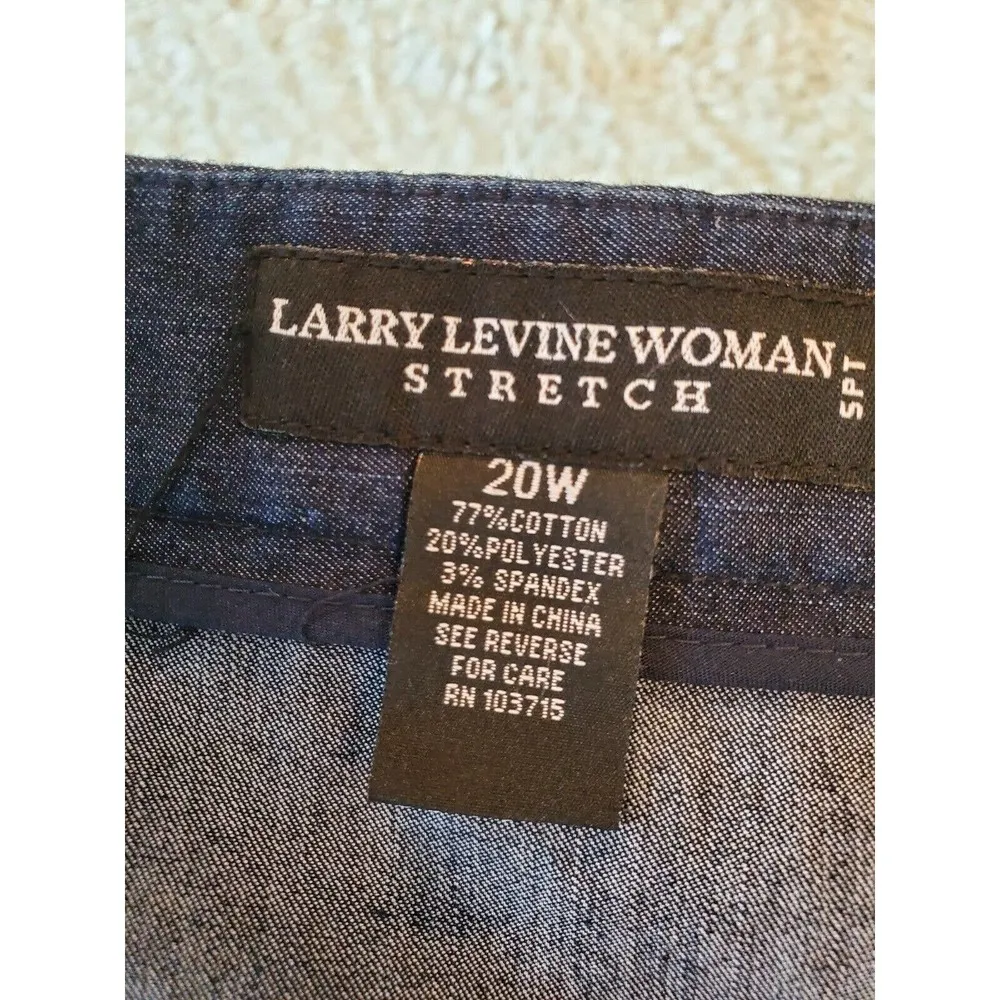 LARRY LEVINE WOMAN
STRETCH
SPT
20W
77%COTTON
20%POLYESTER
3% SPANDEX
MADE IN CHINA
SEE REVERSE
FOR CARE
RN 103715